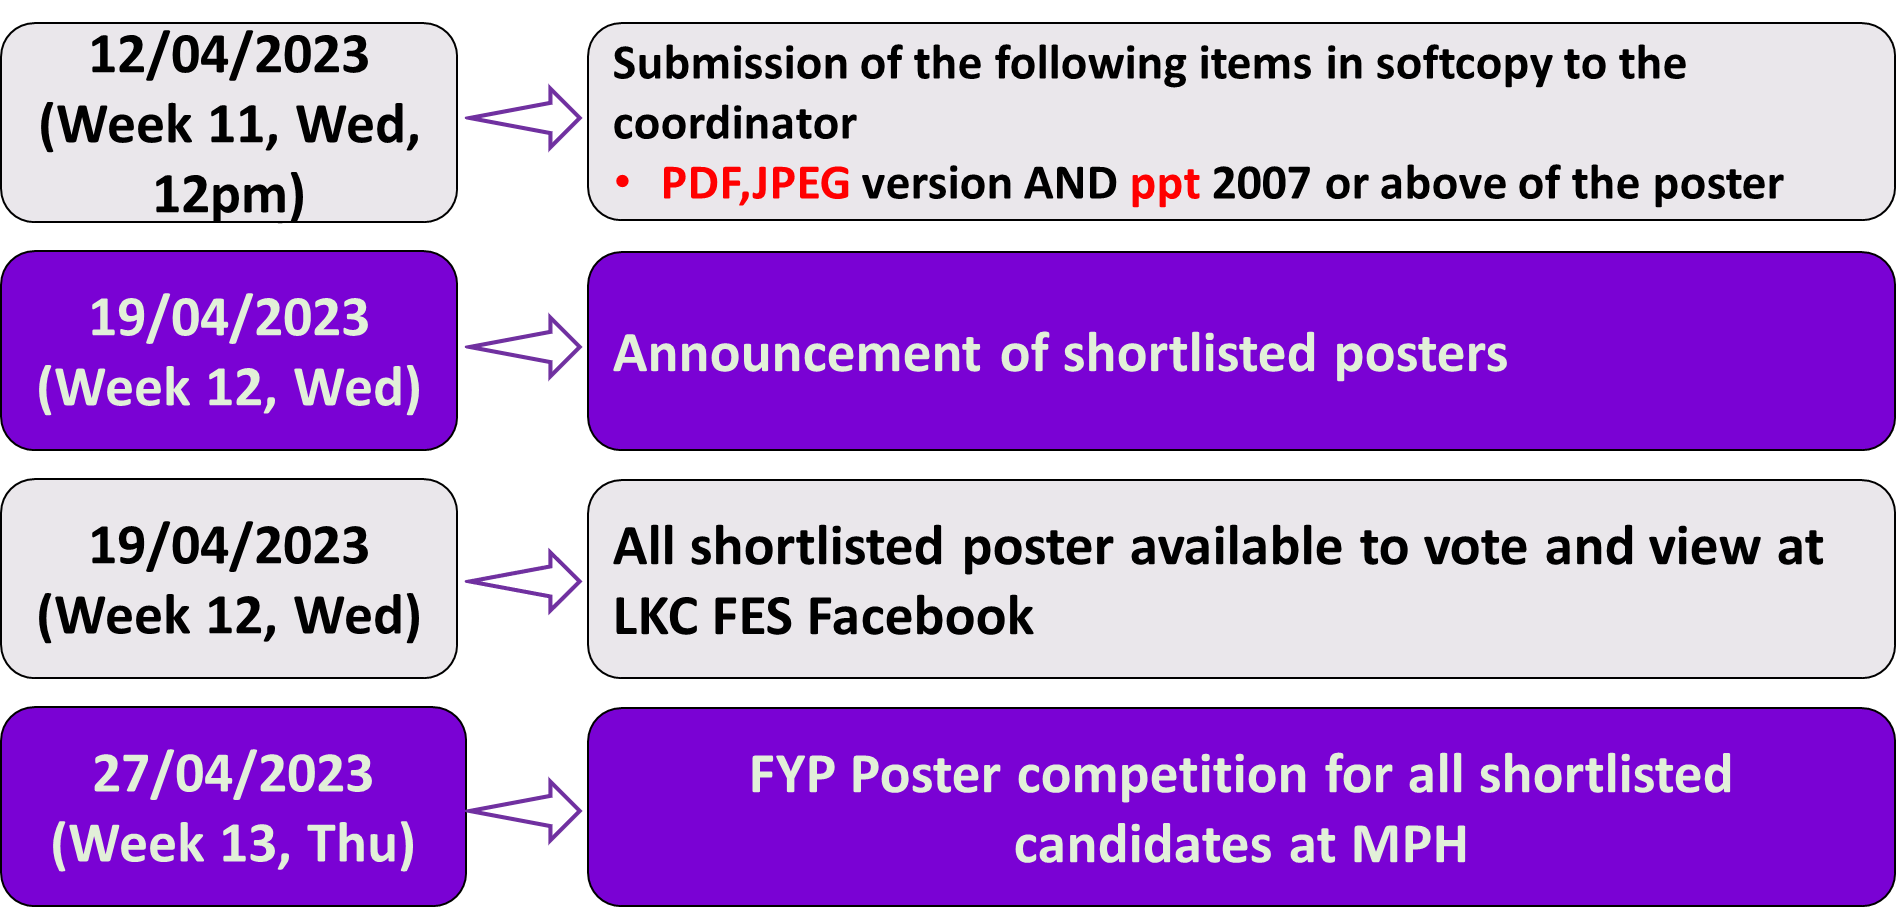 12/04/2023
(Week 11, Wed,
12pm)
Submission of the following items in softcopy to the
coordinator
• PDF,JPEG version AND ppt 2007 or above of the poster
19/04/2023
(Week 12, Wed)
Announcement of shortlisted posters
19/04/2023
(Week 12, Wed)
All shortlisted poster available to vote and view at
LKC FES Facebook
27/04/2023
(Week 13, Thu)
FYP Poster competition for all shortlisted
candidates at MPH